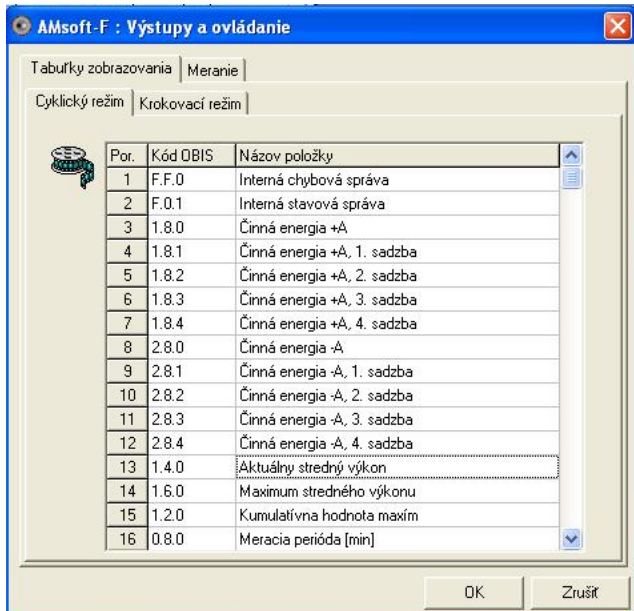 AMsoft-F : Výstupy a ovládanie
Tabuľky zobrazovania Meranie
Cyklický režim Krokovací režim
Por. Kód OBIS Názov položky
1 F.F.0 Interná chybová správa
2 F.0.1 Interná stavová správa
3 1.8.0 Činná energia +A
4 1.8.1 Činná energia +A, 1. sadzba
5 1.8.2 Činná energia +A, 2. sadzba
6 1.8.3 Činná energia +A, 3. sadzba
7 1.8.4 Činná energia +A, 4. sadzba
8 2.8.0 Činná energia -A
9 2.8.1 Činná energia -A, 1. sadzba
10 2.8.2 Činná energia -A, 2. sadzba
11 2.8.3 Činná energia -A, 3. sadzba
12 2.8.4 Činná energia -A, 4. sadzba
13 1.4.0 Aktuálny stredný výkon
14 1.6.0 Maximum stredného výkonu
15 1.2.0 Kumulatívna hodnota maxím
16 0.8.0 Meracia perióda [min]
OK Zrušiť